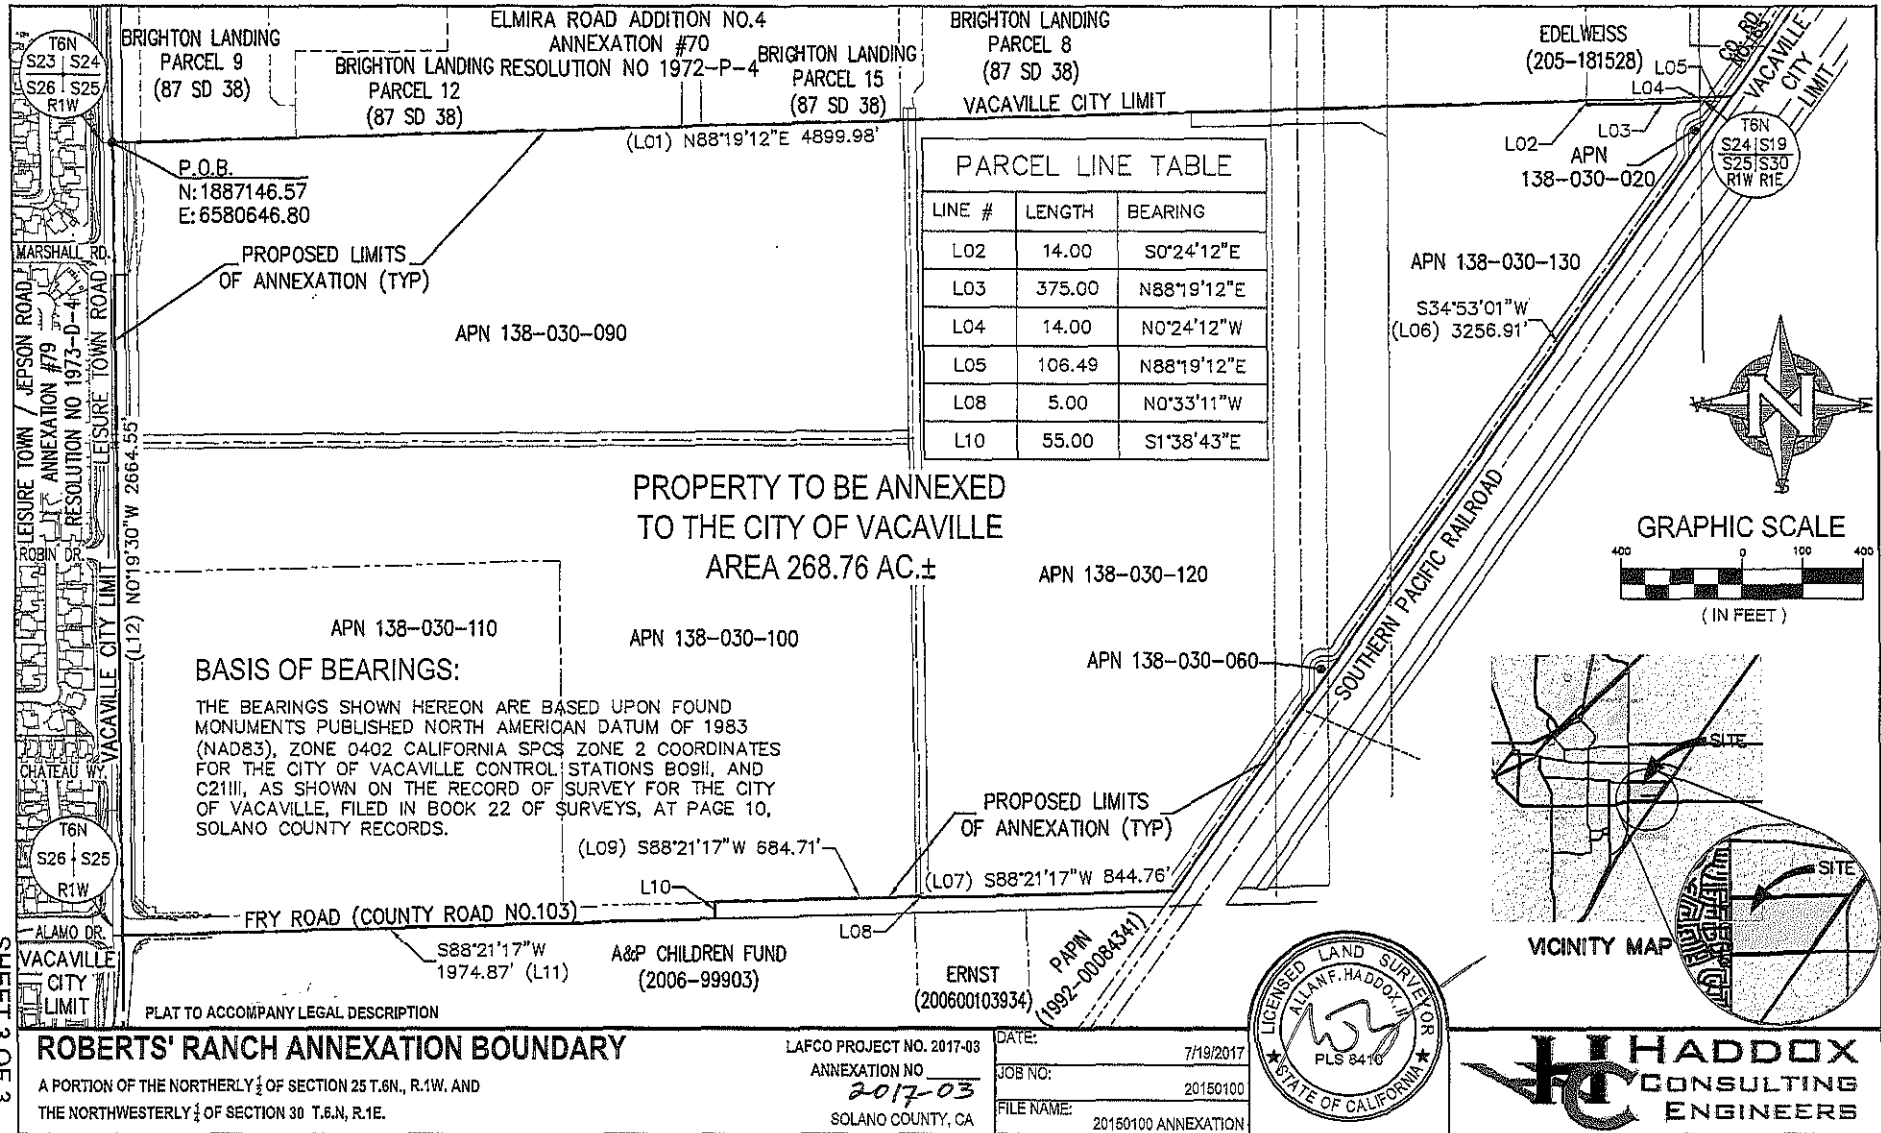 BRIGHTON LANDING
PARCEL 9
(87 SD 38)
ELMIRA ROAD ADDITION NO.4
ANNEXATION #70
RESOLUTION NO 1972-P-4
BRIGHTON LANDING
PARCEL 12
(87 SD 38)
BRIGHTON LANDING
PARCEL 15
(87 SD 38)
BRIGHTON LANDING
PARCEL 8
(87 SD 38)
VACAVILLE CITY LIMIT
EDELWEISS
(205-181528)
L05
L04
L03
L02
CO. RD.
VACAVILLE
CITY
LIMIT
T6N
S23 S24
S26 S25
R1W
T6N
S24 S19
S25 S30
R1W R1E
APN
138-030-020
(L01) N88°19'12"E 4899.98'
P.O.B.
N:1887146.57
E:6580646.80
MARSHALL RD.
PROPOSED LIMITS
OF ANNEXATION (TYP)
APN 138-030-090
PARCEL LINE TABLE
LINE # LENGTH BEARING
L02 14.00 S0°24'12"E
L03 375.00 N88°19'12"E
L04 14.00 N0°24'12"W
L05 106.49 N88°19'12"E
L08 5.00 N0°33'11"W
L10 55.00 S1°38'43"E
APN 138-030-130
S34°53'01"W
(L06) 3256.91'
LEISURE TOWN / JEPSON ROAD
ANNEXATION #79
RESOLUTION NO 1973-D-4
LEISURE TOWN ROAD
(L12) N0°19'30"W 2664.55'
VACAVILLE CITY LIMIT
ROBIN DR.
CHATEAU WY.
PROPERTY TO BE ANNEXED
TO THE CITY OF VACAVILLE
AREA 268.76 AC.±
N
W
E
S
GRAPHIC SCALE
400 0 100 400
( IN FEET )
APN 138-030-120
APN 138-030-110
APN 138-030-100
APN 138-030-060
SOUTHERN PACIFIC RAILROAD
BASIS OF BEARINGS:
THE BEARINGS SHOWN HEREON ARE BASED UPON FOUND
MONUMENTS PUBLISHED NORTH AMERICAN DATUM OF 1983
(NAD83), ZONE 0402 CALIFORNIA SPCS ZONE 2 COORDINATES
FOR THE CITY OF VACAVILLE CONTROL STATIONS B09II, AND
C21III, AS SHOWN ON THE RECORD OF SURVEY FOR THE CITY
OF VACAVILLE, FILED IN BOOK 22 OF SURVEYS, AT PAGE 10,
SOLANO COUNTY RECORDS.
PROPOSED LIMITS
OF ANNEXATION (TYP)
T6N
S26 S25
R1W
(L09) S88°21'17"W 684.71'
(L07) S88°21'17"W 844.76'
L10
L08
FRY ROAD (COUNTY ROAD NO.103)
ALAMO DR.
VACAVILLE
CITY
LIMIT
S88°21'17"W
1974.87' (L11)
A&P CHILDREN FUND
(2006-99903)
ERNST
(200600103934)
PAPIN
(1992-00084341)
SITE
SITE
VICINITY MAP
PLAT TO ACCOMPANY LEGAL DESCRIPTION
SHEET 3 OF 3
ROBERTS' RANCH ANNEXATION BOUNDARY
A PORTION OF THE NORTHERLY ½ OF SECTION 25 T.6N., R.1W. AND
THE NORTHWESTERLY ¼ OF SECTION 30 T.6.N, R.1E.
LAFCO PROJECT NO. 2017-03
ANNEXATION NO
2017-03
SOLANO COUNTY, CA
DATE: 7/19/2017
JOB NO: 20150100
FILE NAME: 20150100 ANNEXATION
LICENSED LAND SURVEYOR
ALLAN F. HADDOX, II
PLS 8410
STATE OF CALIFORNIA
HADDOX
CONSULTING
ENGINEERS